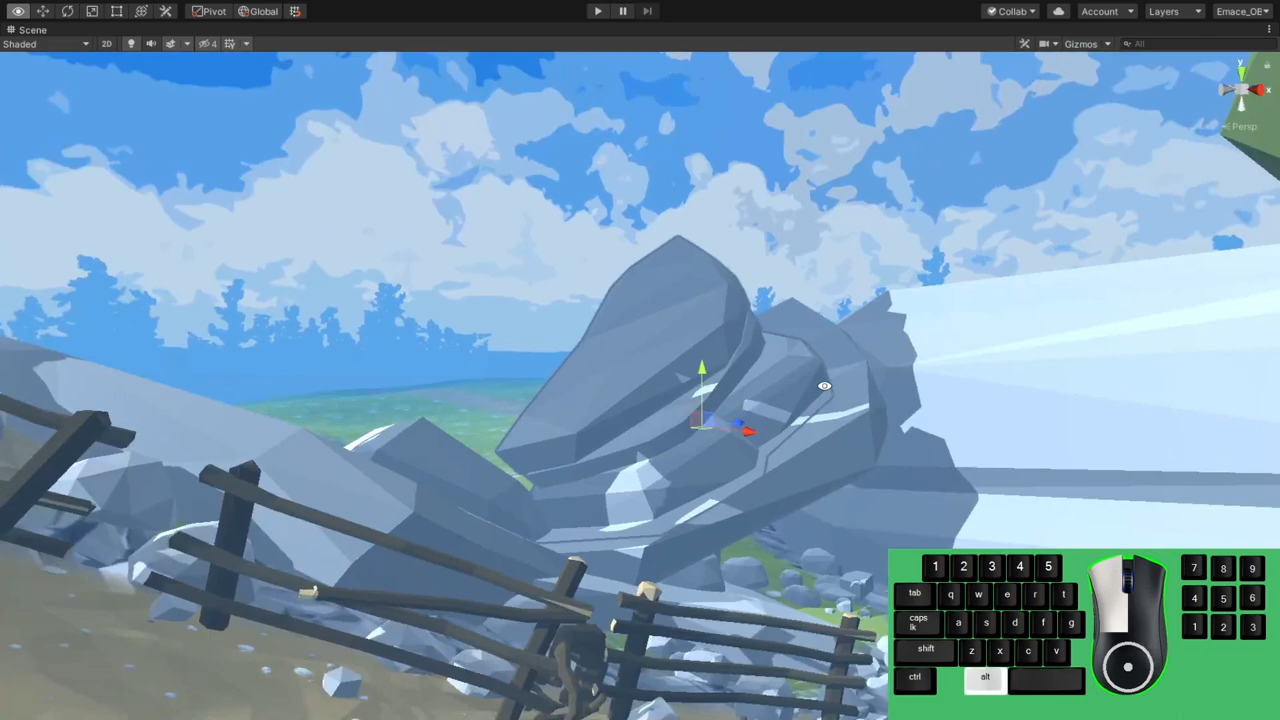 Pivot Global Collab Account Layers Emace_OE
Scene
Shaded 2D 4 Gizmos All
y
x
Persp
1 2 3 4 5 7 8 9
tab q w e r t 4 5 6
caps lk a s d f g 1 2 3
shift z x c v
ctrl alt